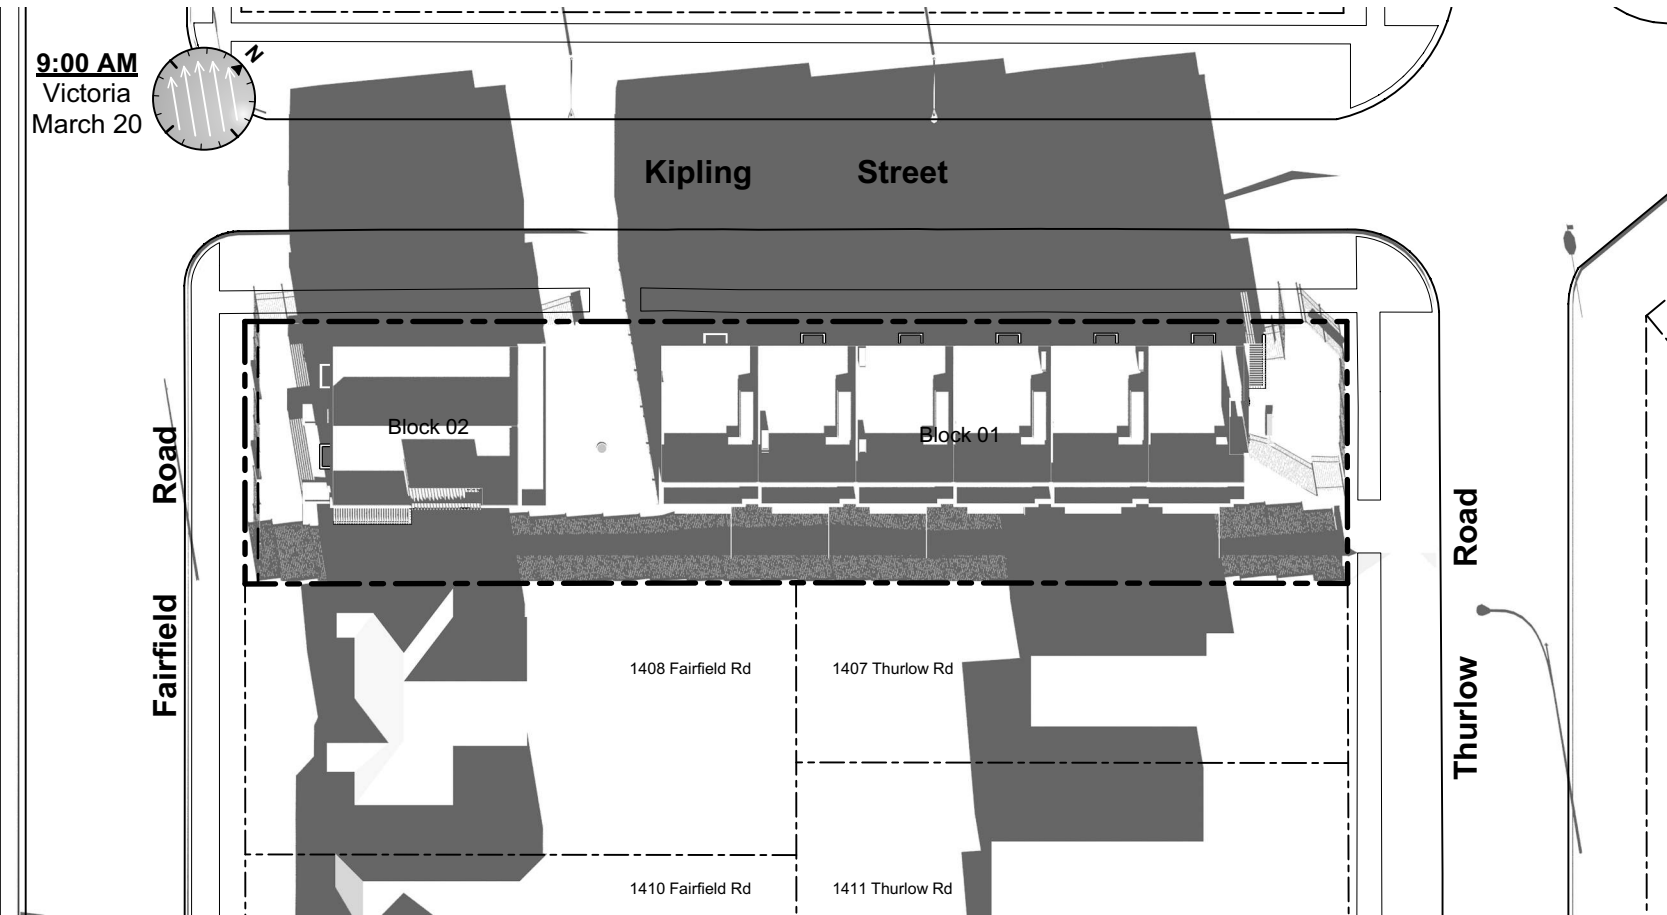 9:00 AM
Victoria
March 20
N
Kipling Street
Block 02
Block 01
Fairfield Road
Thurlow Road
1408 Fairfield Rd
1407 Thurlow Rd
1410 Fairfield Rd
1411 Thurlow Rd